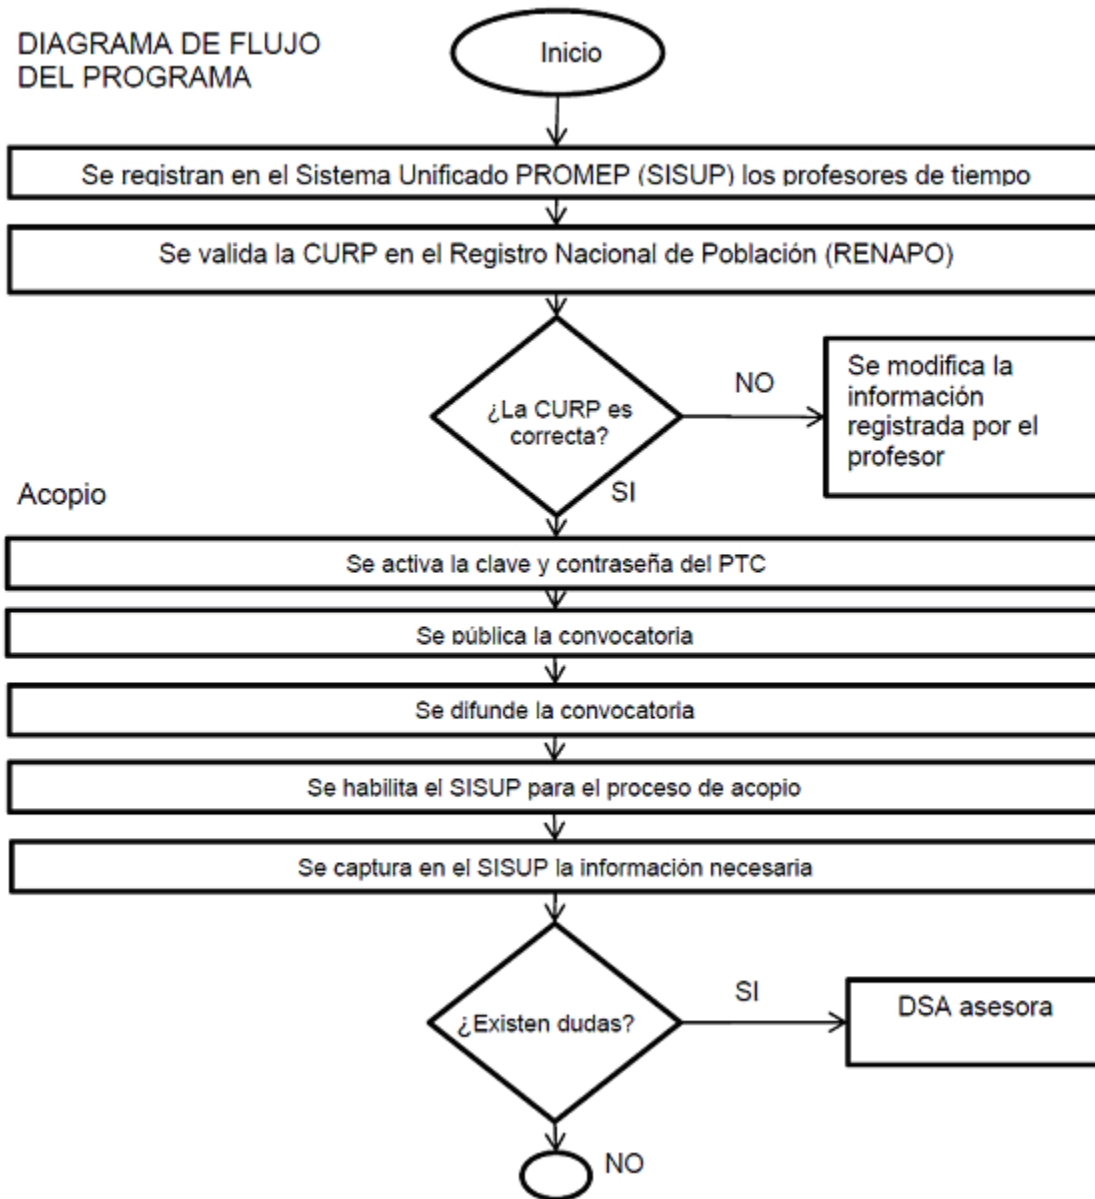 DIAGRAMA DE FLUJO
DEL PROGRAMA
Inicio
Se registran en el Sistema Unificado PROMEP (SISUP) los profesores de tiempo
Se valida la CURP en el Registro Nacional de Población (RENAPO)
¿La CURP es
correcta?
NO
Se modifica la
información
registrada por el
profesor
SI
Acopio
Se activa la clave y contraseña del PTC
Se pública la convocatoria
Se difunde la convocatoria
Se habilita el SISUP para el proceso de acopio
Se captura en el SISUP la información necesaria
¿Existen dudas?
SI
DSA asesora
NO